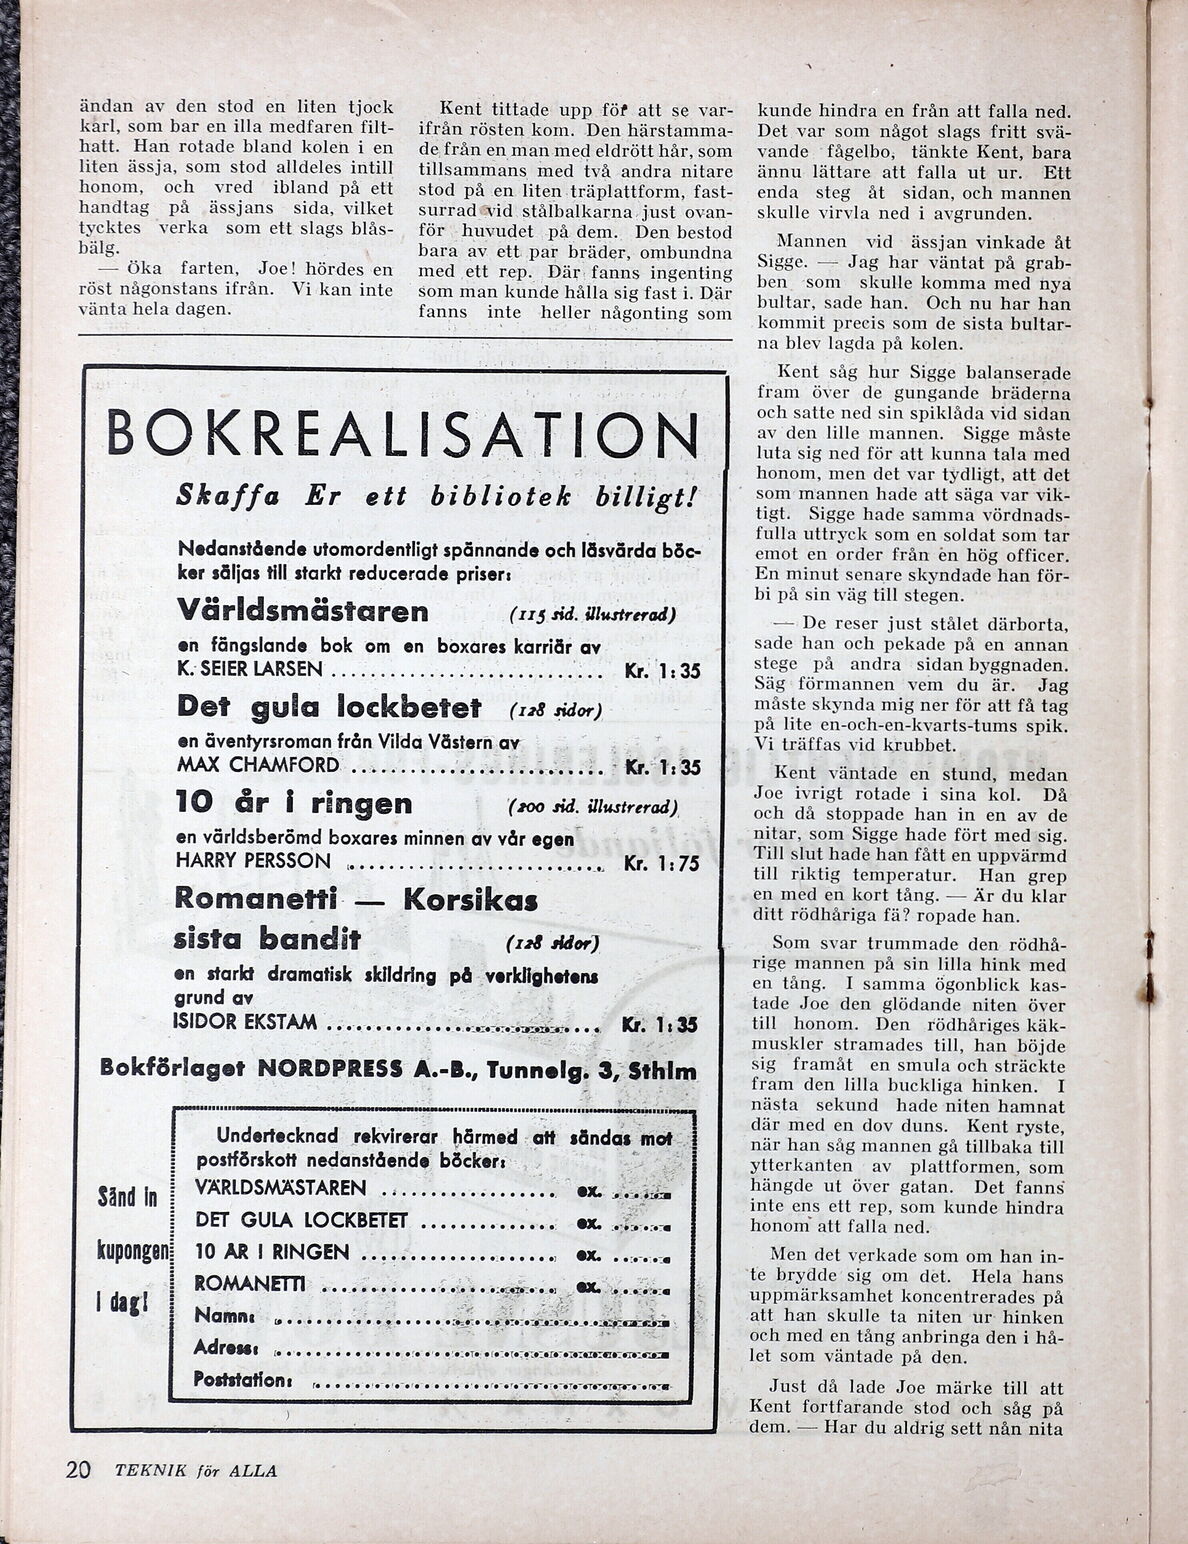 ändan av den stod en liten tjock
karl, som bar en illa medfaren filt-
hatt. Han rotade bland kolen i en
liten ässja, som stod alldeles intill
honom, och vred ibland på ett
handtag på ässjans sida, vilket
tycktes verka som ett slags blås-
bälg.
— Öka farten, Joe! hördes en
röst någonstans ifrån. Vi kan inte
vänta hela dagen.
Kent tittade upp för att se var-
ifrån rösten kom. Den härstamma-
de från en man med eldrött hår, som
tillsammans med två andra nitare
stod på en liten träplattform, fast-
surrad vid stålbalkarna just ovan-
för huvudet på dem. Den bestod
bara av ett par bräder, ombundna
med ett rep. Där fanns ingenting
som man kunde hålla sig fast i. Där
fanns inte heller någonting som
kunde hindra en från att falla ned.
Det var som något slags fritt svä-
vande fågelbo, tänkte Kent, bara
ännu lättare att falla ut ur. Ett
enda steg åt sidan, och mannen
skulle virvla ned i avgrunden.
Mannen vid ässjan vinkade åt
Sigge. — Jag har väntat på grab-
ben som skulle komma med nya
bultar, sade han. Och nu har han
kommit precis som de sista bultar-
na blev lagda på kolen.
Kent såg hur Sigge balanserade
fram över de gungande bräderna
och satte ned sin spiklåda vid sidan
av den lille mannen. Sigge måste
luta sig ned för att kunna tala med
honom, men det var tydligt, att det
som mannen hade att säga var vik-
tigt. Sigge hade samma vördnads-
fulla uttryck som en soldat som tar
emot en order från en hög officer.
En minut senare skyndade han för-
bi på sin väg till stegen.
— De reser just stålet därborta,
sade han och pekade på en annan
stege på andra sidan byggnaden.
Säg förmannen vem du är. Jag
måste skynda mig ner för att få tag
på lite en-och-en-kvarts-tums spik.
Vi träffas vid krubbet.
Kent väntade en stund, medan
Joe ivrigt rotade i sina kol. Då
och då stoppade han in en av de
nitar, som Sigge hade fört med sig.
Till slut hade han fått en uppvärmd
till riktig temperatur. Han grep
en med en kort tång. — Är du klar
ditt rödhåriga fä? ropade han.
Som svar trummade den rödhå-
rige mannen på sin lilla hink med
en tång. I samma ögonblick kas-
tade Joe den glödande niten över
till honom. Den rödhåriges käk-
muskler stramades till, han böjde
sig framåt en smula och sträckte
fram den lilla buckliga hinken. I
nästa sekund hade niten hamnat
där med en dov duns. Kent ryste,
när han såg mannen gå tillbaka till
ytterkanten av plattformen, som
hängde ut över gatan. Det fanns
inte ens ett rep, som kunde hindra
honom att falla ned.
Men det verkade som om han in-
te brydde sig om det. Hela hans
uppmärksamhet koncentrerades på
att han skulle ta niten ur hinken
och med en tång anbringa den i hå-
let som väntade på den.
Just då lade Joe märke till att
Kent fortfarande stod och såg på
dem. — Har du aldrig sett nån nita
BOKREALISATION
Skaffa Er ett bibliotek billigt!
Nedanstående utomordentligt spännande och läsvärda böc-
ker säljas till starkt reducerade priser:
Världsmästaren (115 sid. illustrerad)
en fängslande bok om en boxares karriär av
K. SEIER LARSEN ........................... Kr. 1:35
Det gula lockbetet (128 sidor)
en äventyrsroman från Vilda Västern av
MAX CHAMFORD ......................... Kr. 1:35
10 år i ringen (200 sid. illustrerad)
en världsberömd boxares minnen av vår egen
HARRY PERSSON ......................... Kr. 1:75
Romanetti — Korsikas
sista bandit (128 sidor)
en starkt dramatisk skildring på verklighetens
grund av
ISIDOR EKSTAM ........................... Kr. 1:35
Bokförlaget NORDPRESS A.-B., Tunnelg. 3, Sthlm
Sänd in
kupongen
i dag!
Undertecknad rekvirerar härmed att sändas mot
postförskott nedanstående böcker:
VÄRLDSMÄSTAREN .................. ex. ........
DET GULA LOCKBETET .............. ex. ........
10 ÅR I RINGEN .................... ex. ........
ROMANETTI ........................ ex. ........
Namn: ........................................
Adress: ........................................
Poststation: ....................................
20 TEKNIK för ALLA